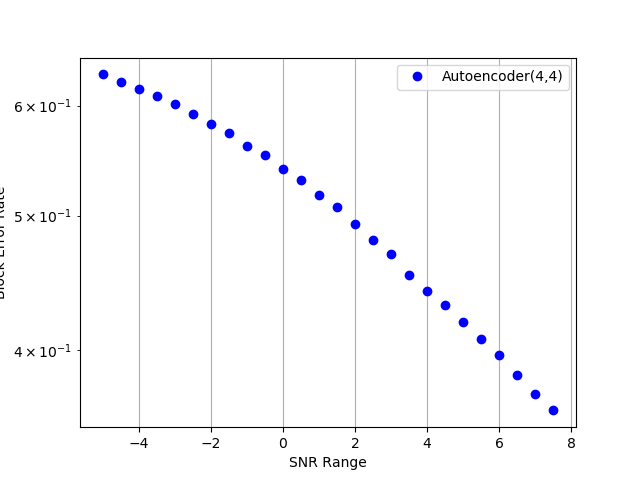 Autoencoder(4,4)
6 × 10⁻¹
5 × 10⁻¹
4 × 10⁻¹
Block Error Rate
−4 −2 0 2 4 6 8
SNR Range